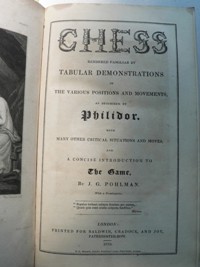 CHESS
RENDERED FAMILIAR BY
TABULAR DEMONSTRATIONS
OF
THE VARIOUS POSITIONS AND MOVEMENTS,
AS DESCRIBED BY
Philidor.
WITH
MANY OTHER CRITICAL SITUATIONS AND MOVES,
AND
A CONCISE INTRODUCTION TO
The Game.
By J. G. POHLMAN.
LONDON:
PRINTED FOR BALDWIN, CRADOCK, AND JOY,
PATERNOSTER-ROW.